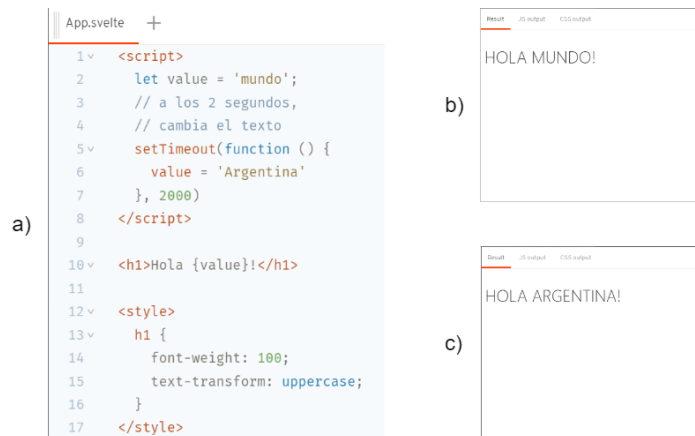 App.svelte +
a)
1 <script>
2 let value = 'mundo';
3 // a los 2 segundos,
4 // cambia el texto
5 setTimeout(function () {
6 value = 'Argentina'
7 }, 2000)
8 </script>
9
10 <h1>Hola {value}!</h1>
11
12 <style>
13 h1 {
14 font-weight: 100;
15 text-transform: uppercase;
16 }
17 </style>
b)
Result JS output CSS output
HOLA MUNDO!
c)
Result JS output CSS output
HOLA ARGENTINA!